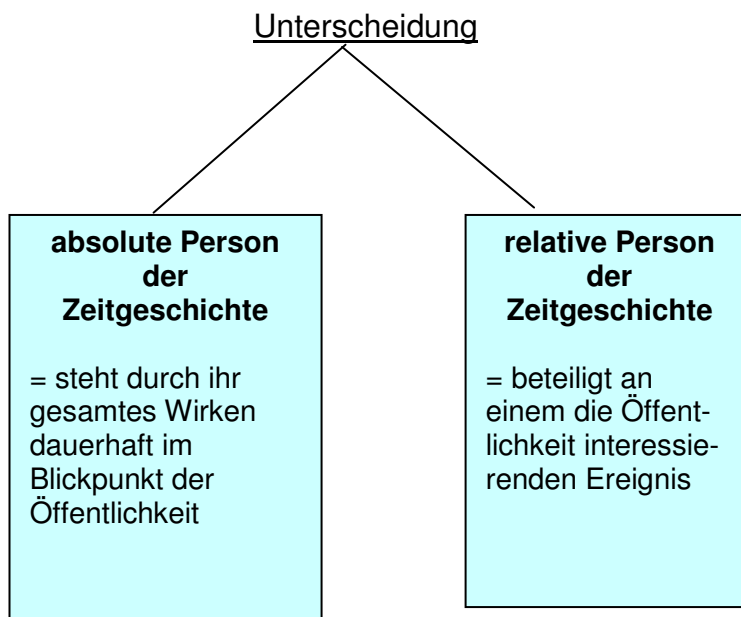 Unterscheidung
absolute Person
der
Zeitgeschichte
= steht durch ihr
gesamtes Wirken
dauerhaft im
Blickpunkt der
Öffentlichkeit
relative Person
der
Zeitgeschichte
= beteiligt an
einem die Öffent-
lichkeit interessie-
renden Ereignis